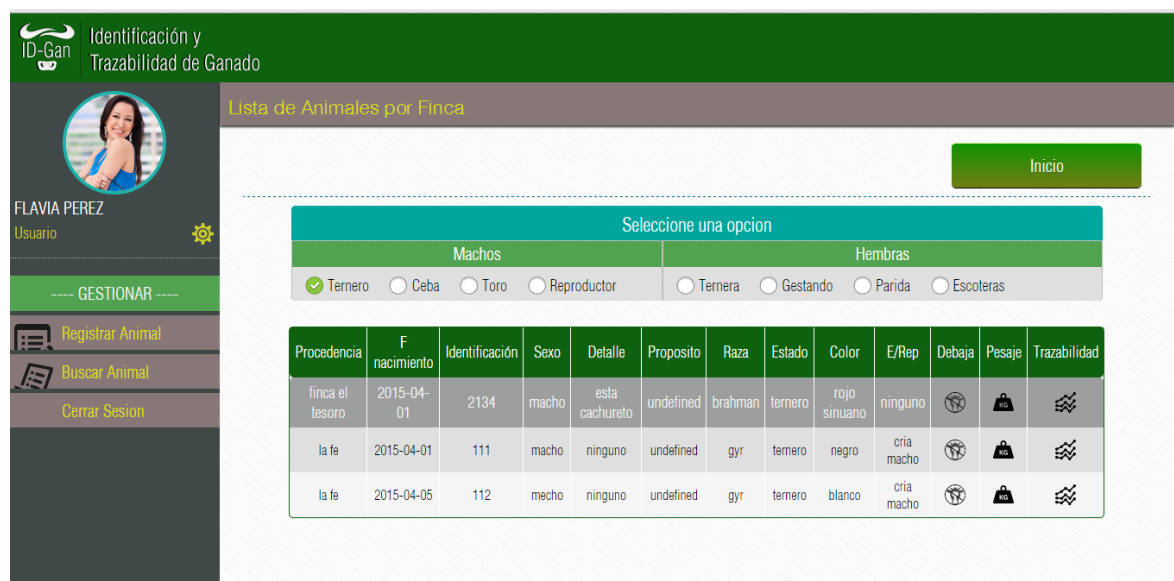 ID-Gan
Identificación y
Trazabilidad de Ganado
FLAVIA PEREZ
Usuario
---- GESTIONAR ----
Registrar Animal
Buscar Animal
Cerrar Sesion
Lista de Animales por Finca
Inicio
Seleccione una opcion
Machos Hembras
Ternero Ceba Toro Reproductor Ternera Gestando Parida Escoteras
Procedencia F nacimiento Identificación Sexo Detalle Proposito Raza Estado Color E/Rep Debaja Pesaje Trazabilidad
finca el tesoro 2015-04-01 2134 macho esta cachureto undefined brahman ternero rojo sinuano ninguno KG
la fe 2015-04-01 111 macho ninguno undefined gyr ternero negro cria macho KG
la fe 2015-04-05 112 mecho ninguno undefined gyr ternero blanco cria macho KG